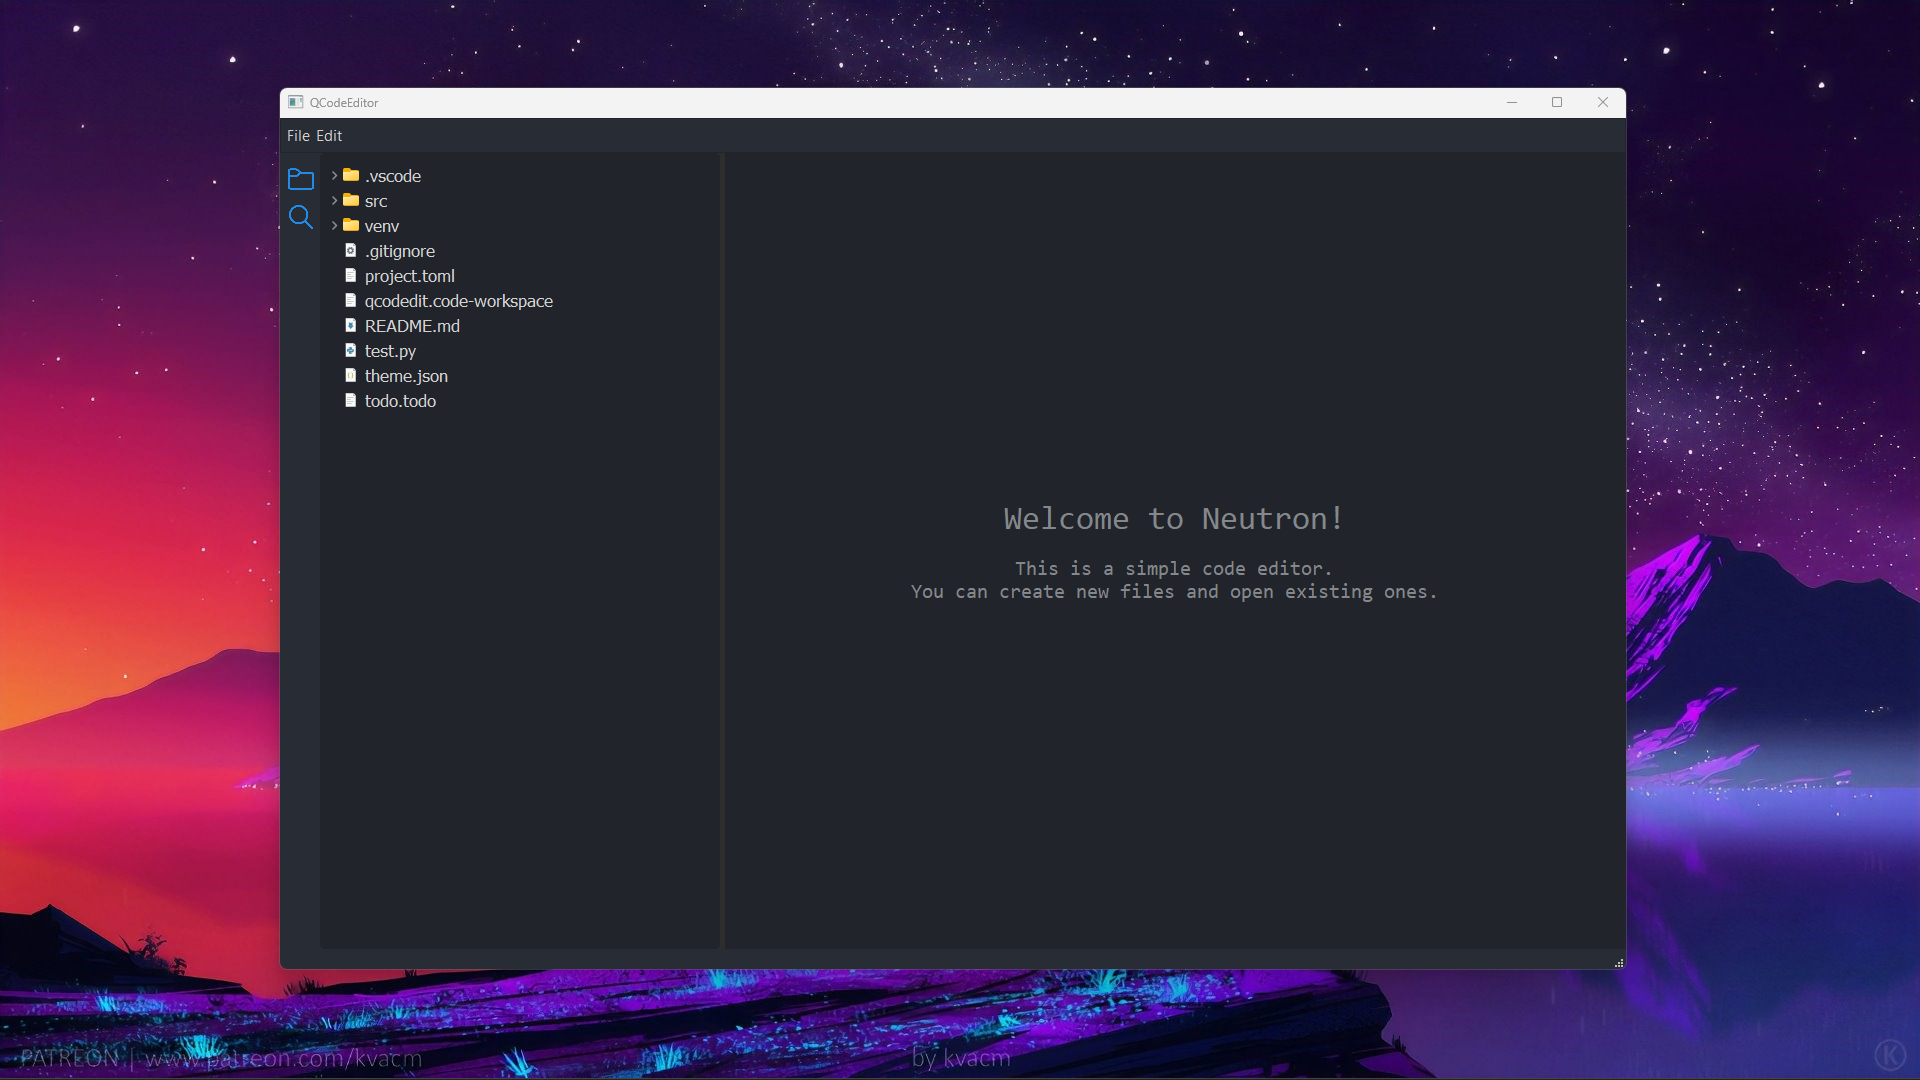 QCodeEditor
File Edit
.vscode
src
venv
.gitignore
project.toml
qcodedit.code-workspace
README.md
test.py
theme.json
todo.todo
Welcome to Neutron!
This is a simple code editor.
You can create new files and open existing ones.
PATREON | www.patreon.com/kvacm
by kvacm
K